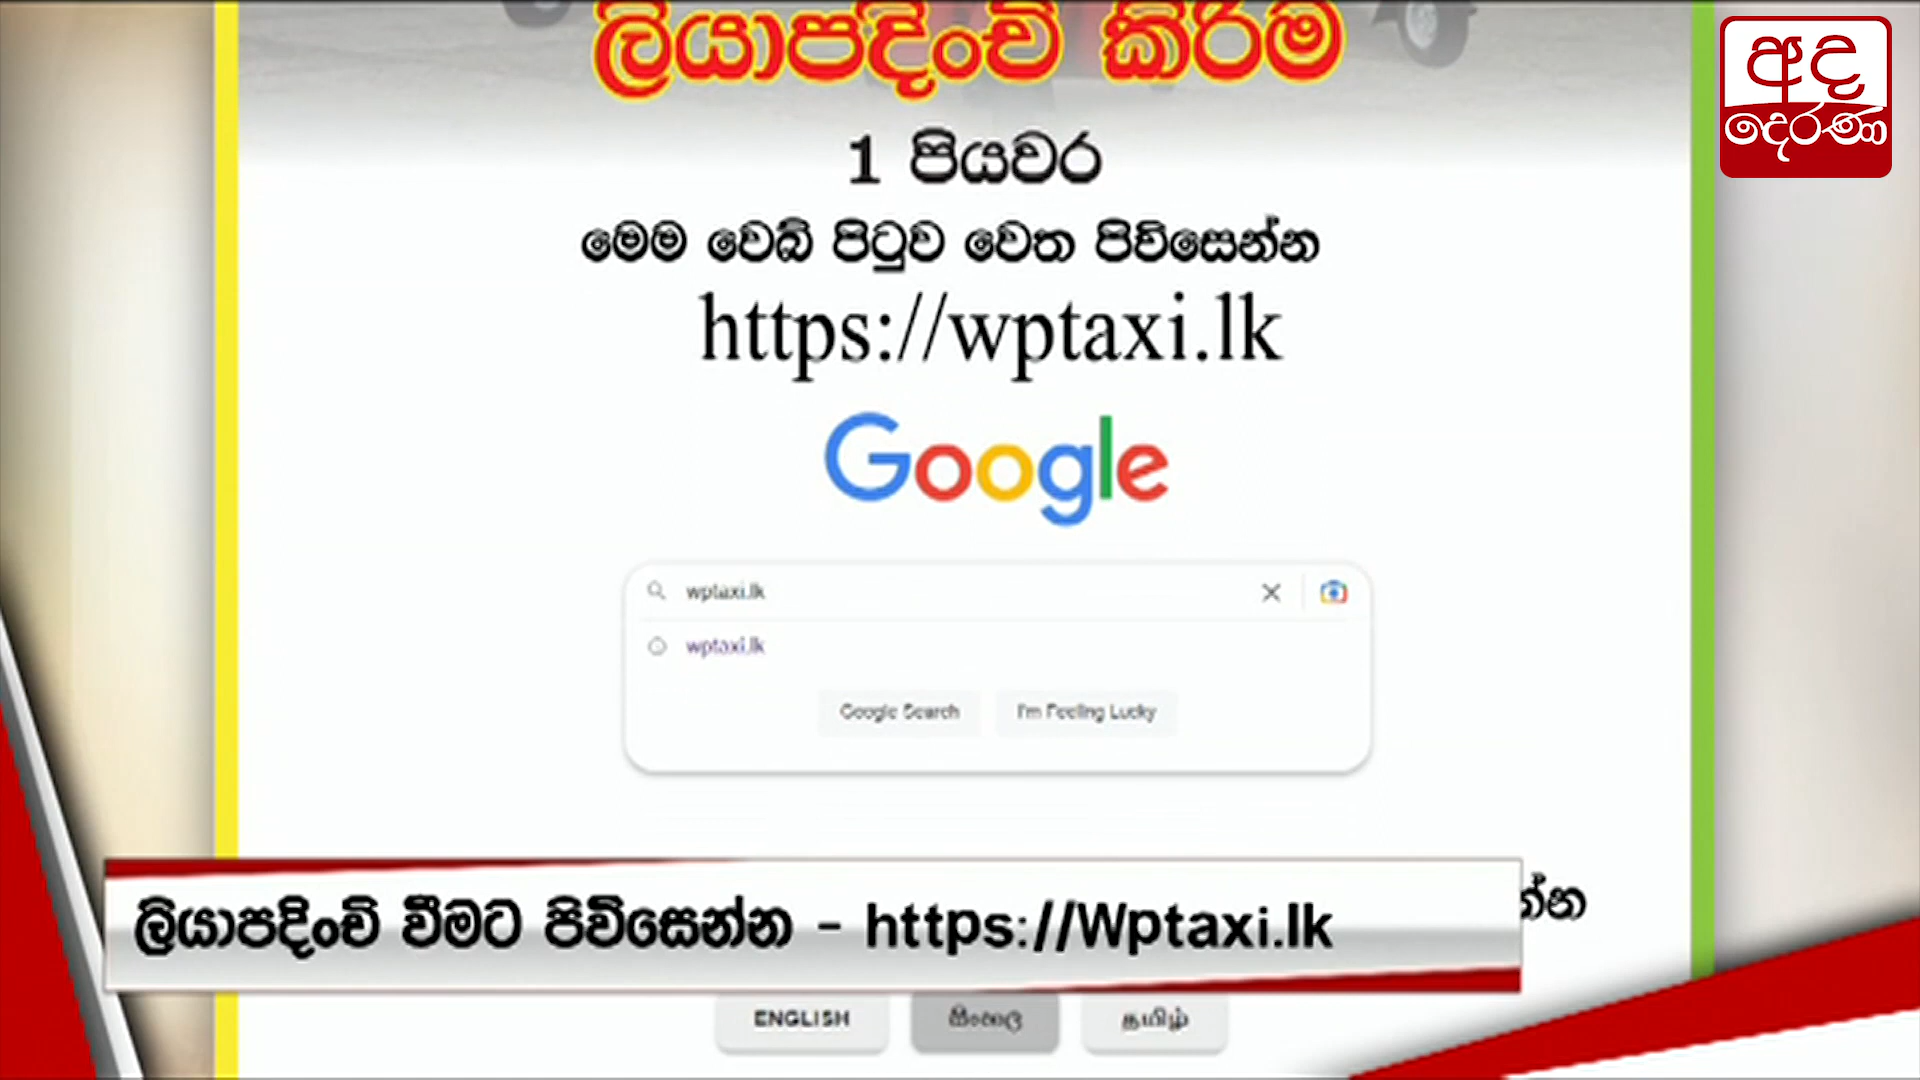 ලියාපදිංචි කිරීම
අද
දෙරණ
1 පියවර
මෙම වෙබ් පිටුව වෙත පිවිසෙන්න
https://wptaxi.lk
Google
wptaxi.lk
wptaxi.lk
Google Search
I'm Feeling Lucky
ලියාපදිංචි වීමට පිවිසෙන්න - https://Wptaxi.lk
ENGLISH
සිංහල
தமிழ்